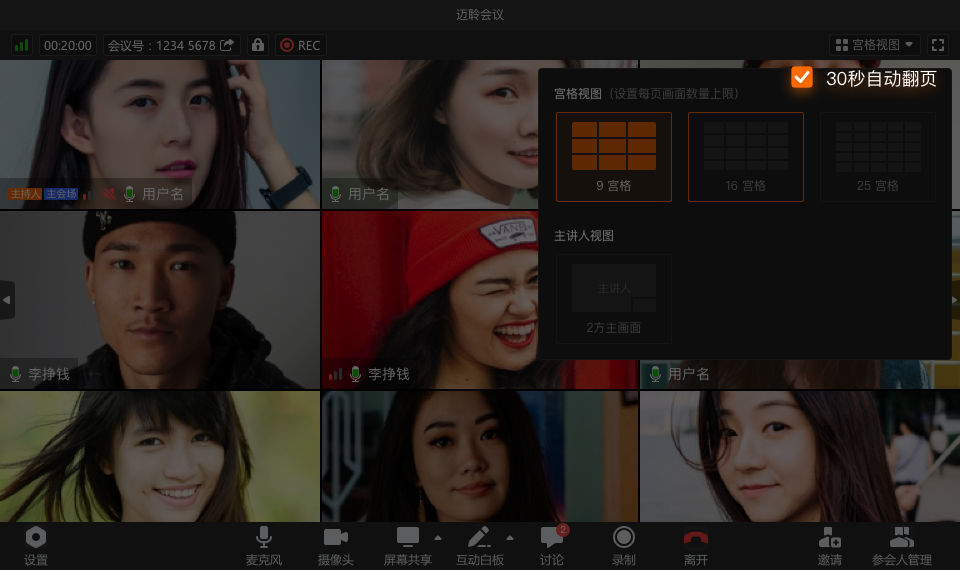 迈聆会议
00:20:00 会议号：1234 5678 REC 宫格视图
30秒自动翻页
宫格视图（设置每页画面数量上限）
9 宫格 16 宫格 25 宫格
主讲人视图
主讲人
2方主画面
主持人 主会场 用户名
用户名
VANS
李挣钱
李挣钱
用户名
设置 麦克风 摄像头 屏幕共享 互动白板 讨论 2 录制 离开 邀请 参会人管理